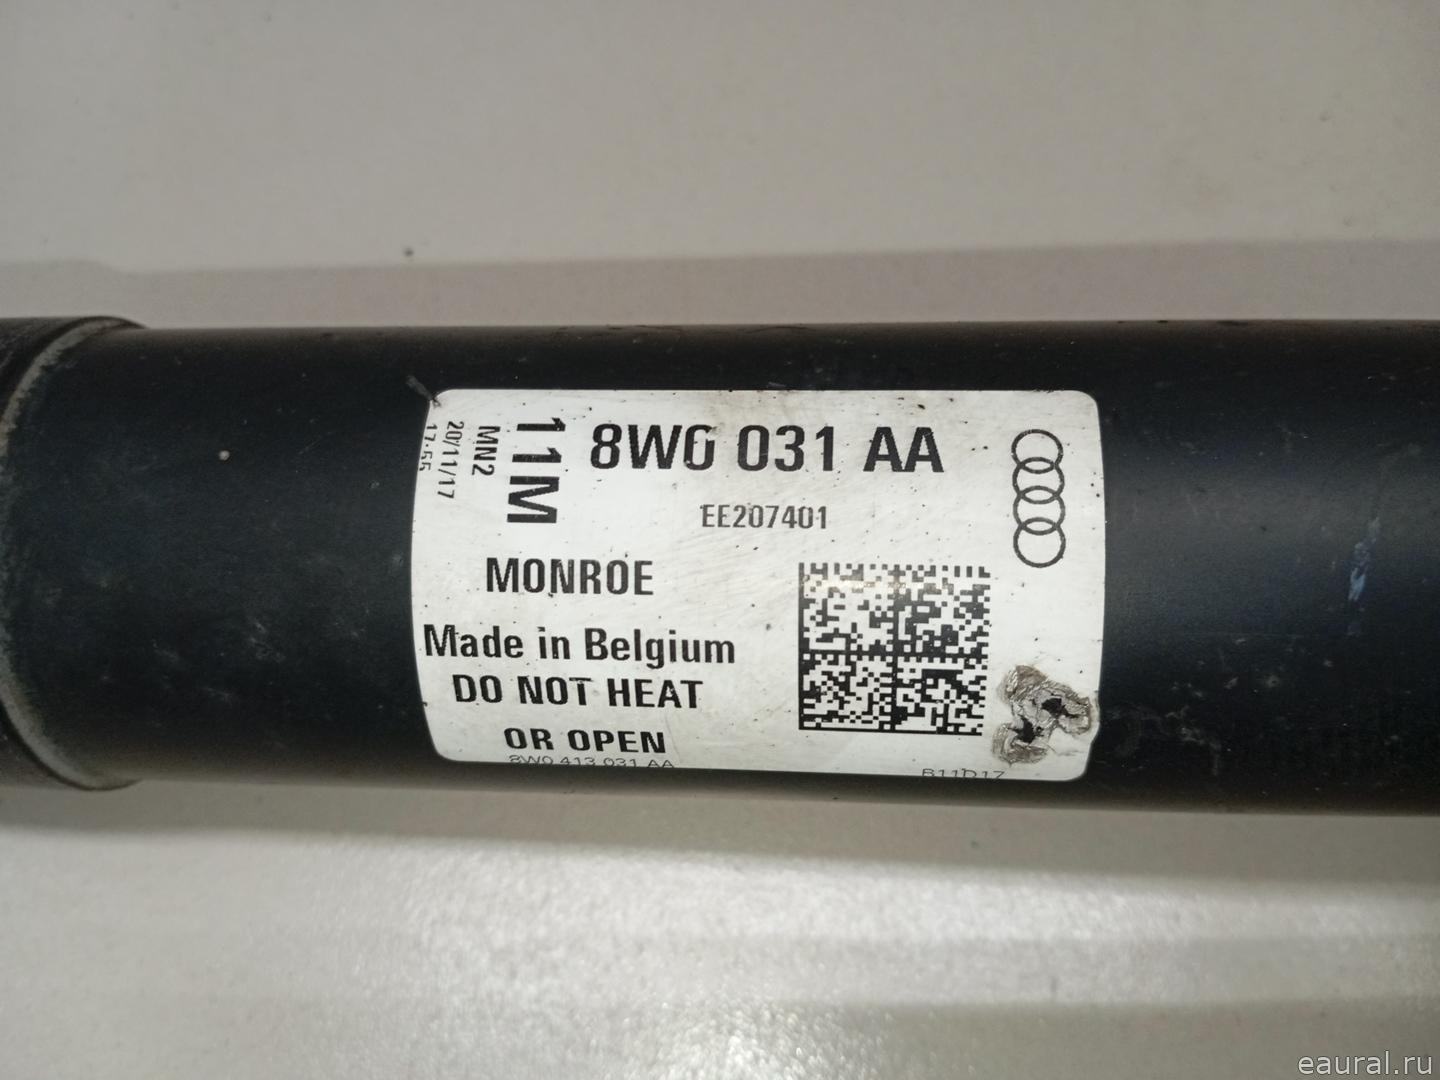 8W0 031 AA
EE207401
11M
MN2
20/11/17
17:55
MONROE
Made in Belgium
DO NOT HEAT
OR OPEN
8W0 413 031 AA
B11D17
eaural.ru